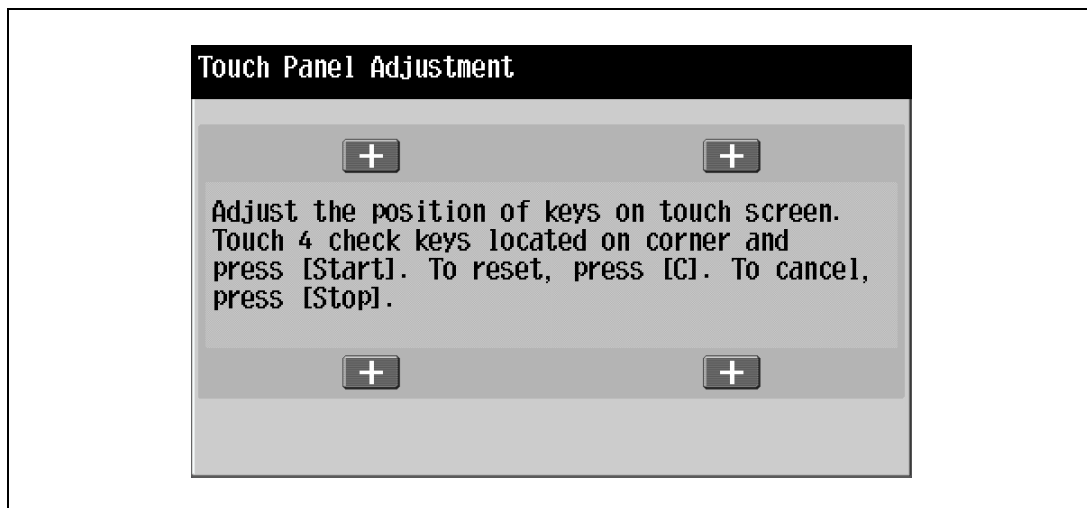 Touch Panel Adjustment
+ +
Adjust the position of keys on touch screen.
Touch 4 check keys located on corner and
press [Start]. To reset, press [C]. To cancel,
press [Stop].
+ +